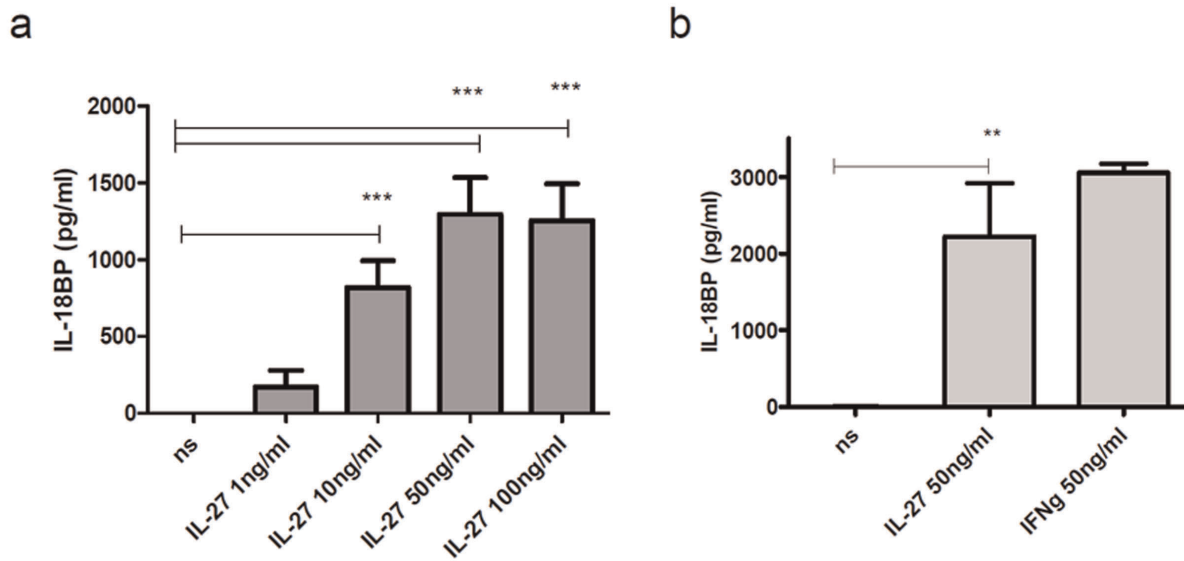 a
2000
1500
1000
500
0
IL-18BP (pg/ml)
***
***
***
ns
IL-27 1ng/ml
IL-27 10ng/ml
IL-27 50ng/ml
IL-27 100ng/ml
b
3000
2000
1000
0
IL-18BP (pg/ml)
**
ns
IL-27 50ng/ml
IFNg 50ng/ml